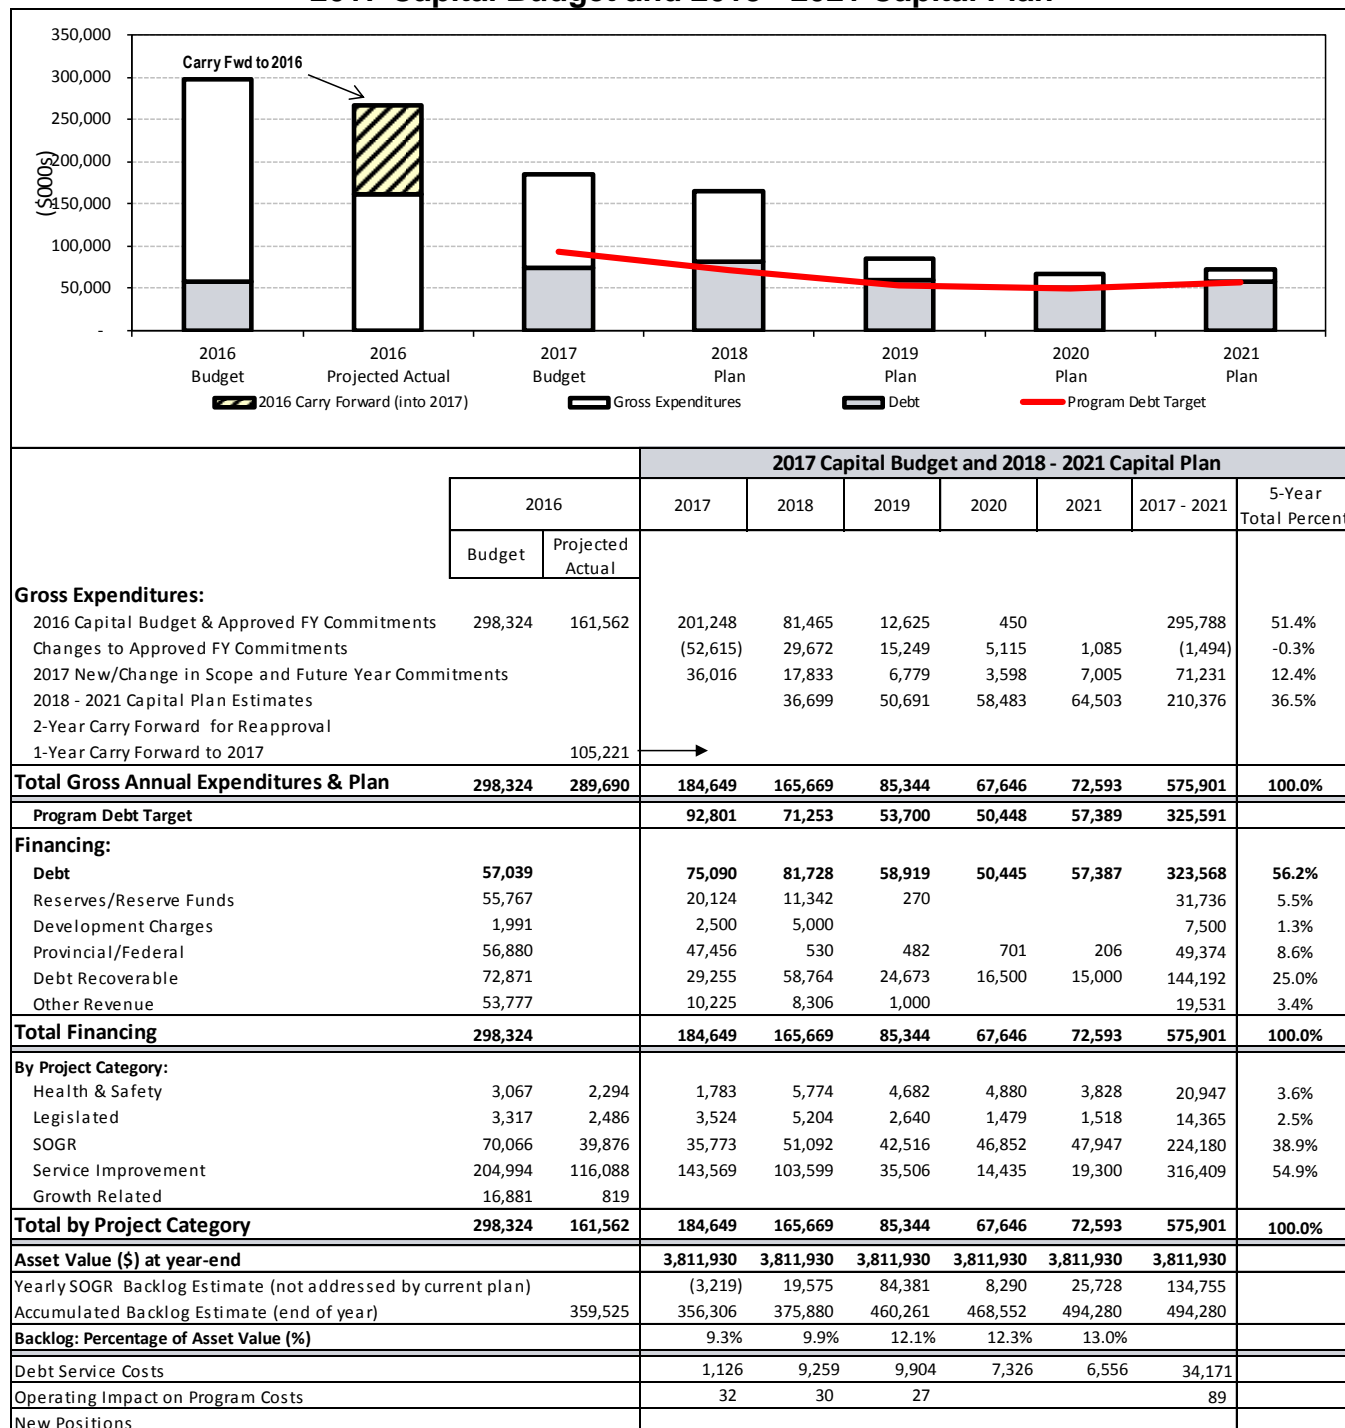 2017 Capital Budget and 2018 - 2021 Capital Plan
350,000
300,000
250,000
200,000
150,000
100,000
50,000
-
($000s)
Carry Fwd to 2016
2016 Budget
2016 Projected Actual
2017 Budget
2018 Plan
2019 Plan
2020 Plan
2021 Plan
2016 Carry Forward (into 2017) Gross Expenditures Debt Program Debt Target
2017 Capital Budget and 2018 - 2021 Capital Plan
2016 2017 2018 2019 2020 2021 2017 - 2021 5-Year Total Percent
Budget Projected Actual
Gross Expenditures:
2016 Capital Budget & Approved FY Commitments 298,324 161,562 201,248 81,465 12,625 450 295,788 51.4%
Changes to Approved FY Commitments (52,615) 29,672 15,249 5,115 1,085 (1,494) -0.3%
2017 New/Change in Scope and Future Year Commitments 36,016 17,833 6,779 3,598 7,005 71,231 12.4%
2018 - 2021 Capital Plan Estimates 36,699 50,691 58,483 64,503 210,376 36.5%
2-Year Carry Forward for Reapproval
1-Year Carry Forward to 2017 105,221
Total Gross Annual Expenditures & Plan 298,324 289,690 184,649 165,669 85,344 67,646 72,593 575,901 100.0%
Program Debt Target 92,801 71,253 53,700 50,448 57,389 325,591
Financing:
Debt 57,039 75,090 81,728 58,919 50,445 57,387 323,568 56.2%
Reserves/Reserve Funds 55,767 20,124 11,342 270 31,736 5.5%
Development Charges 1,991 2,500 5,000 7,500 1.3%
Provincial/Federal 56,880 47,456 530 482 701 206 49,374 8.6%
Debt Recoverable 72,871 29,255 58,764 24,673 16,500 15,000 144,192 25.0%
Other Revenue 53,777 10,225 8,306 1,000 19,531 3.4%
Total Financing 298,324 184,649 165,669 85,344 67,646 72,593 575,901 100.0%
By Project Category:
Health & Safety 3,067 2,294 1,783 5,774 4,682 4,880 3,828 20,947 3.6%
Legislated 3,317 2,486 3,524 5,204 2,640 1,479 1,518 14,365 2.5%
SOGR 70,066 39,876 35,773 51,092 42,516 46,852 47,947 224,180 38.9%
Service Improvement 204,994 116,088 143,569 103,599 35,506 14,435 19,300 316,409 54.9%
Growth Related 16,881 819
Total by Project Category 298,324 161,562 184,649 165,669 85,344 67,646 72,593 575,901 100.0%
Asset Value ($) at year-end 3,811,930 3,811,930 3,811,930 3,811,930 3,811,930 3,811,930
Yearly SOGR Backlog Estimate (not addressed by current plan) (3,219) 19,575 84,381 8,290 25,728 134,755
Accumulated Backlog Estimate (end of year) 359,525 356,306 375,880 460,261 468,552 494,280 494,280
Backlog: Percentage of Asset Value (%) 9.3% 9.9% 12.1% 12.3% 13.0%
Debt Service Costs 1,126 9,259 9,904 7,326 6,556 34,171
Operating Impact on Program Costs 32 30 27 89
New Positions